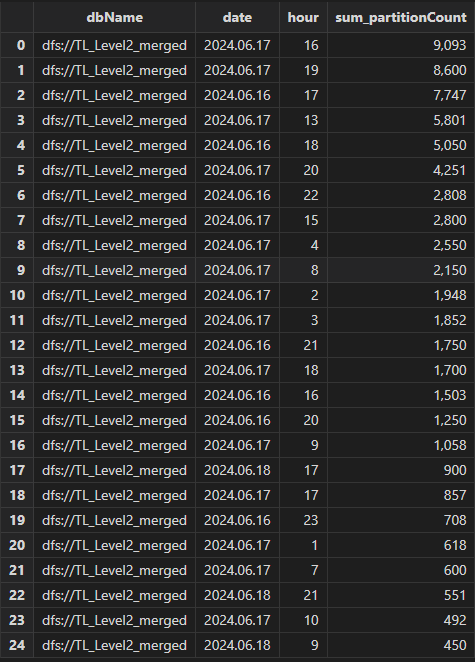 dbName date hour sum_partitionCount
0 dfs://TL_Level2_merged 2024.06.17 16 9,093
1 dfs://TL_Level2_merged 2024.06.17 19 8,600
2 dfs://TL_Level2_merged 2024.06.16 17 7,747
3 dfs://TL_Level2_merged 2024.06.17 13 5,801
4 dfs://TL_Level2_merged 2024.06.16 18 5,050
5 dfs://TL_Level2_merged 2024.06.17 20 4,251
6 dfs://TL_Level2_merged 2024.06.16 22 2,808
7 dfs://TL_Level2_merged 2024.06.17 15 2,800
8 dfs://TL_Level2_merged 2024.06.17 4 2,550
9 dfs://TL_Level2_merged 2024.06.17 8 2,150
10 dfs://TL_Level2_merged 2024.06.17 2 1,948
11 dfs://TL_Level2_merged 2024.06.17 3 1,852
12 dfs://TL_Level2_merged 2024.06.16 21 1,750
13 dfs://TL_Level2_merged 2024.06.17 18 1,700
14 dfs://TL_Level2_merged 2024.06.16 16 1,503
15 dfs://TL_Level2_merged 2024.06.16 20 1,250
16 dfs://TL_Level2_merged 2024.06.17 9 1,058
17 dfs://TL_Level2_merged 2024.06.18 17 900
18 dfs://TL_Level2_merged 2024.06.17 17 857
19 dfs://TL_Level2_merged 2024.06.16 23 708
20 dfs://TL_Level2_merged 2024.06.17 1 618
21 dfs://TL_Level2_merged 2024.06.17 7 600
22 dfs://TL_Level2_merged 2024.06.18 21 551
23 dfs://TL_Level2_merged 2024.06.17 10 492
24 dfs://TL_Level2_merged 2024.06.18 9 450